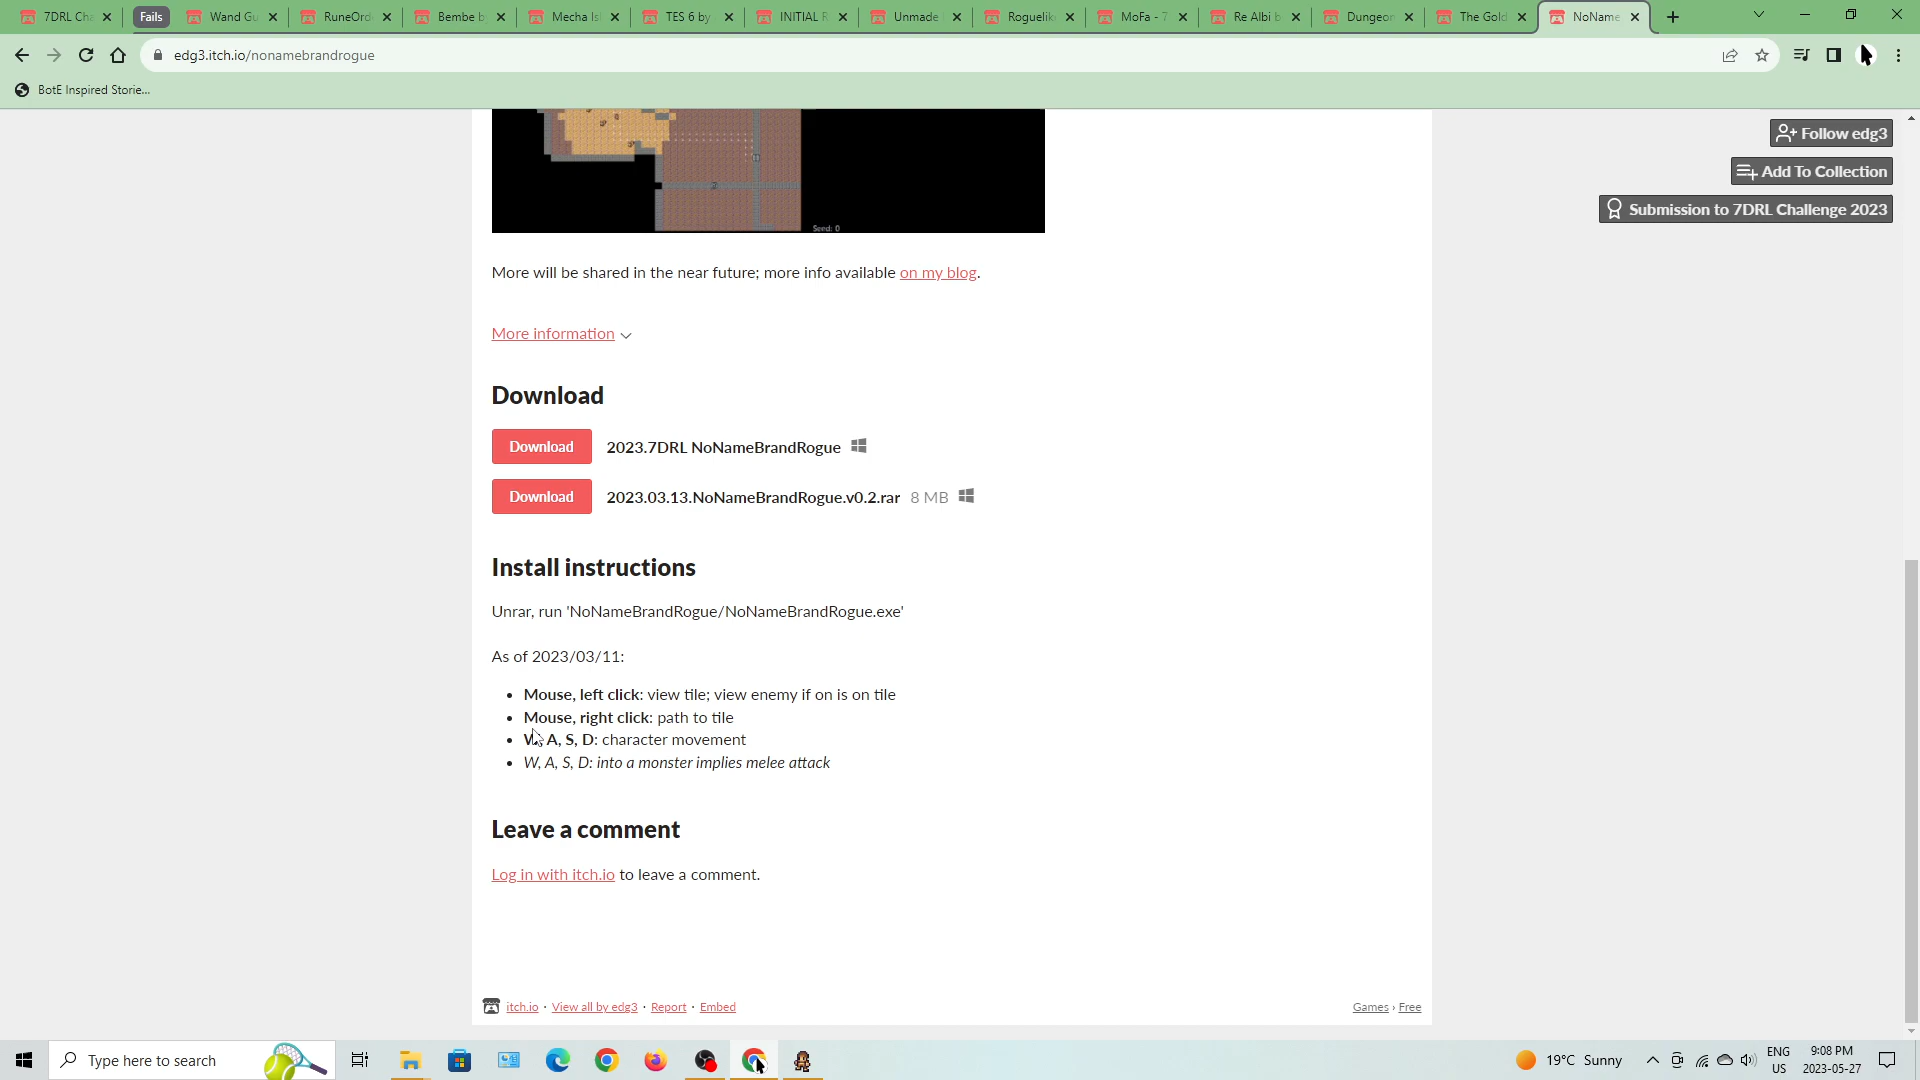 7DRL Cha
Fails
Wand Gu
RuneOrd
Bembe b
Mecha Isl
TES 6 by
INITIAL R
Unmade
Roguelik
MoFa - 7
Re Albi b
Dungeon
The Gold
NoName
edg3.itch.io/nonamebrandrogue
BotE Inspired Storie...
Follow edg3
Add To Collection
Submission to 7DRL Challenge 2023
Seed: 0
More will be shared in the near future; more info available on my blog.
More information
Download
Download 2023.7DRL NoNameBrandRogue
Download 2023.03.13.NoNameBrandRogue.v0.2.rar 8 MB
Install instructions
Unrar, run 'NoNameBrandRogue/NoNameBrandRogue.exe'
As of 2023/03/11:
• Mouse, left click: view tile; view enemy if on is on tile
• Mouse, right click: path to tile
• W, A, S, D: character movement
• W, A, S, D: into a monster implies melee attack
Leave a comment
Log in with itch.io to leave a comment.
itch.io · View all by edg3 · Report · Embed
Games › Free
Type here to search
19°C Sunny
ENG
US
9:08 PM
2023-05-27